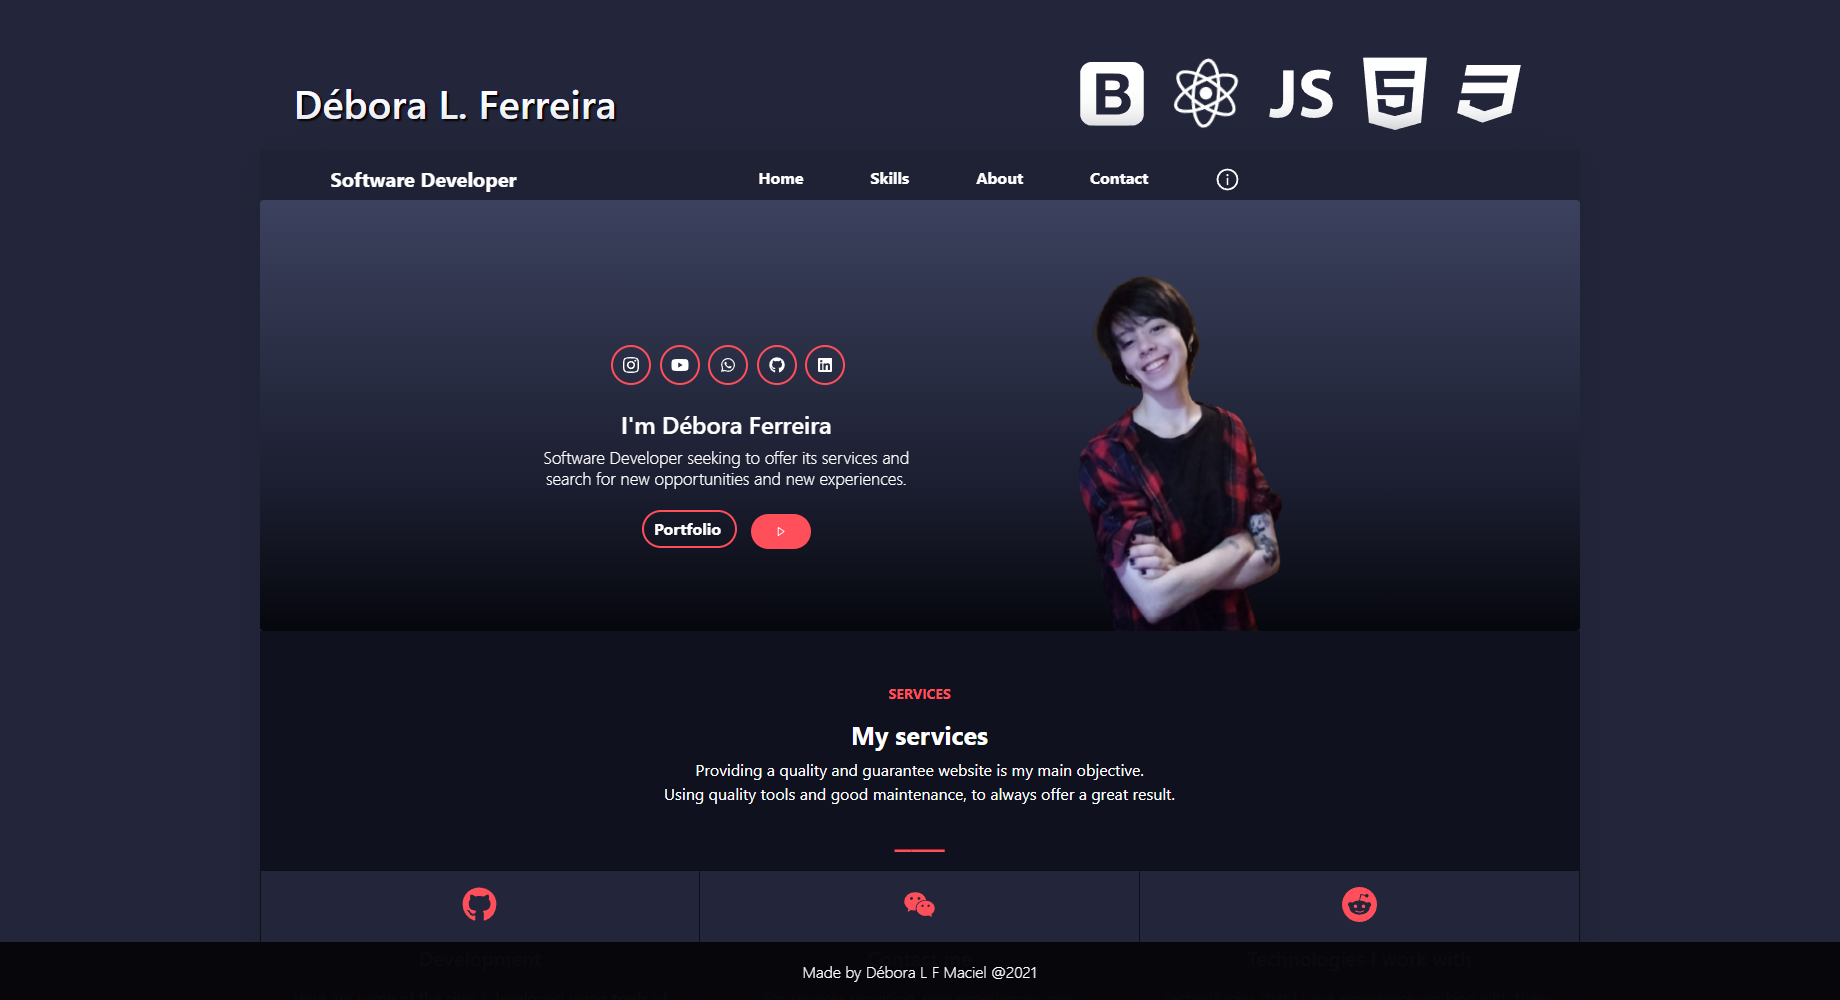 Débora L. Ferreira
B
JS
5
Software Developer
Home
Skills
About
Contact
I'm Débora Ferreira
Software Developer seeking to offer its services and
search for new opportunities and new experiences.
Portfolio
SERVICES
My services
Providing a quality and guarantee website is my main objective.
Using quality tools and good maintenance, to always offer a great result.
Development
Contact me
Technologies I work with
Made by Débora L F Maciel @2021